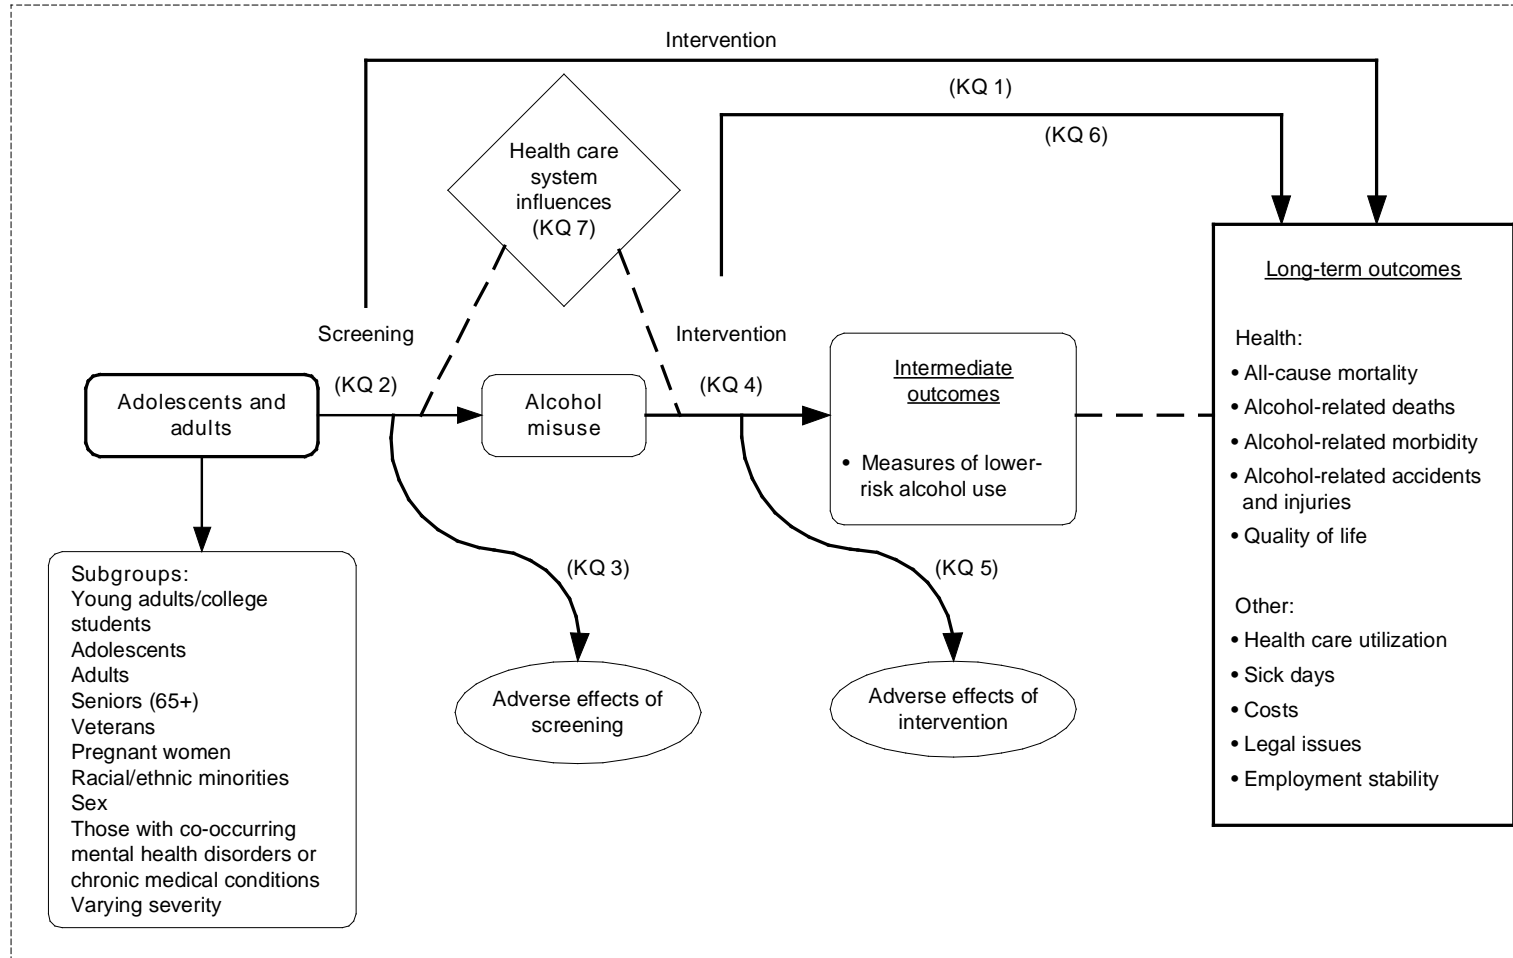 Intervention
(KQ 1)
(KQ 6)
Health care
system
influences
(KQ 7)
Screening
(KQ 2)
Intervention
(KQ 4)
Adolescents and
adults
Alcohol
misuse
Intermediate
outcomes
• Measures of lower-
risk alcohol use
(KQ 3)
(KQ 5)
Adverse effects of
screening
Adverse effects of
intervention
Subgroups:
Young adults/college
students
Adolescents
Adults
Seniors (65+)
Veterans
Pregnant women
Racial/ethnic minorities
Sex
Those with co-occurring
mental health disorders or
chronic medical conditions
Varying severity
Long-term outcomes
Health:
• All-cause mortality
• Alcohol-related deaths
• Alcohol-related morbidity
• Alcohol-related accidents
and injuries
• Quality of life
Other:
• Health care utilization
• Sick days
• Costs
• Legal issues
• Employment stability